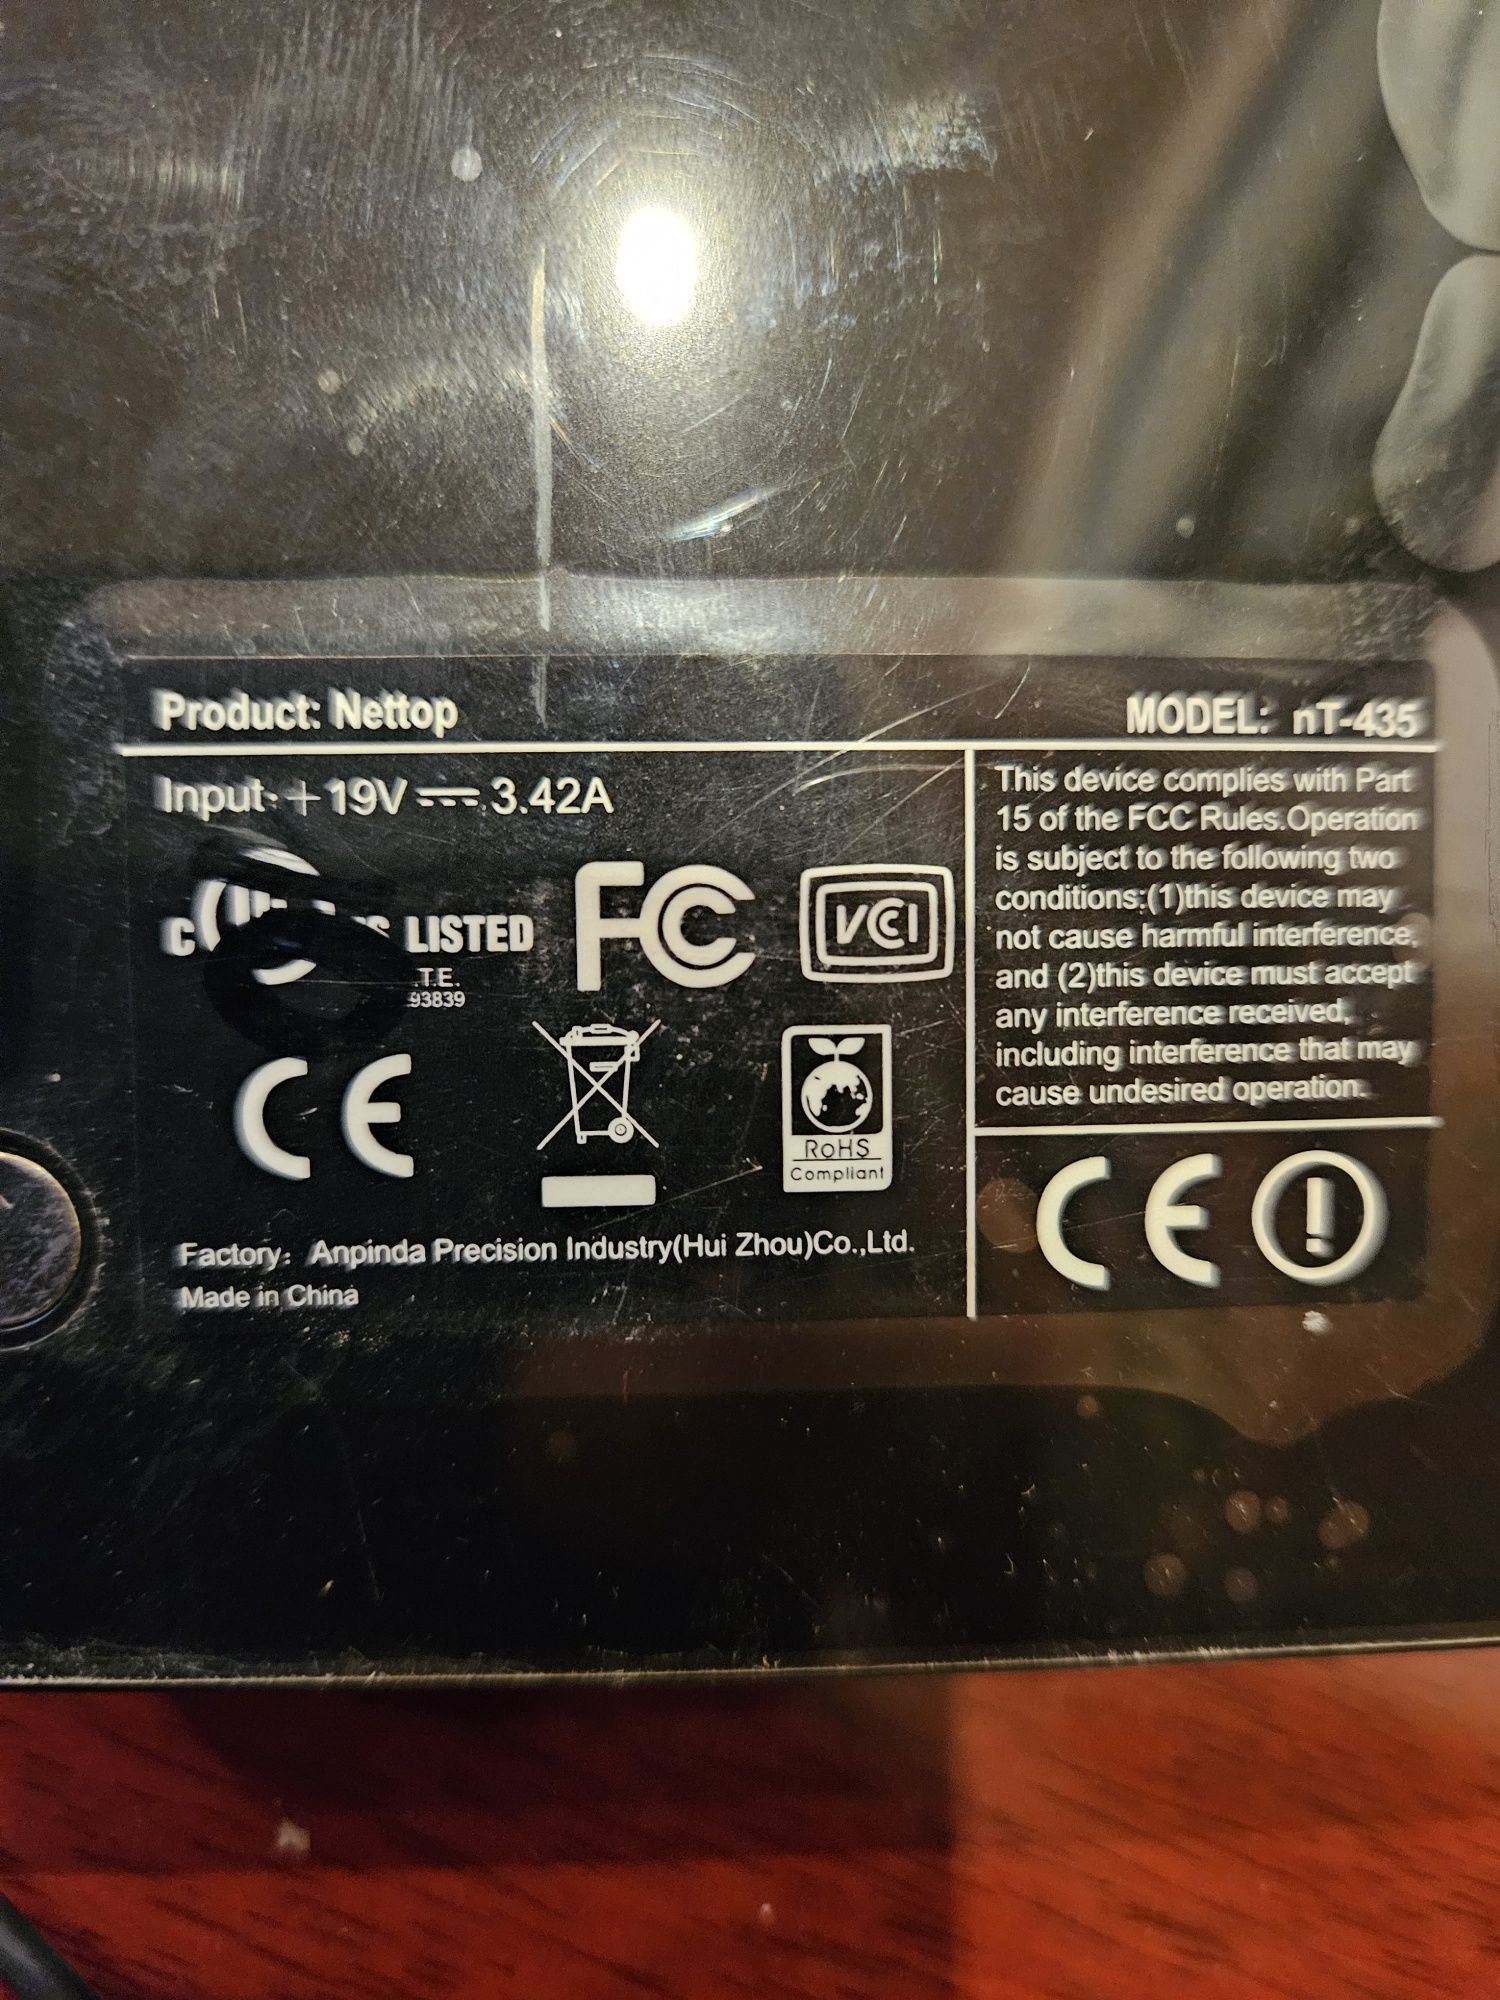 Product: Nettop
MODEL: nT-435
Input: +19V 3.42A
C US LISTED
I.T.E.
93839
FC
VCCI
CE
RoHS
Compliant
Factory: Anpinda Precision Industry(Hui Zhou)Co.,Ltd.
Made in China
This device complies with Part
15 of the FCC Rules.Operation
is subject to the following two
conditions:(1)this device may
not cause harmful interference,
and (2)this device must accept
any interference received,
including interference that may
cause undesired operation.
CE!